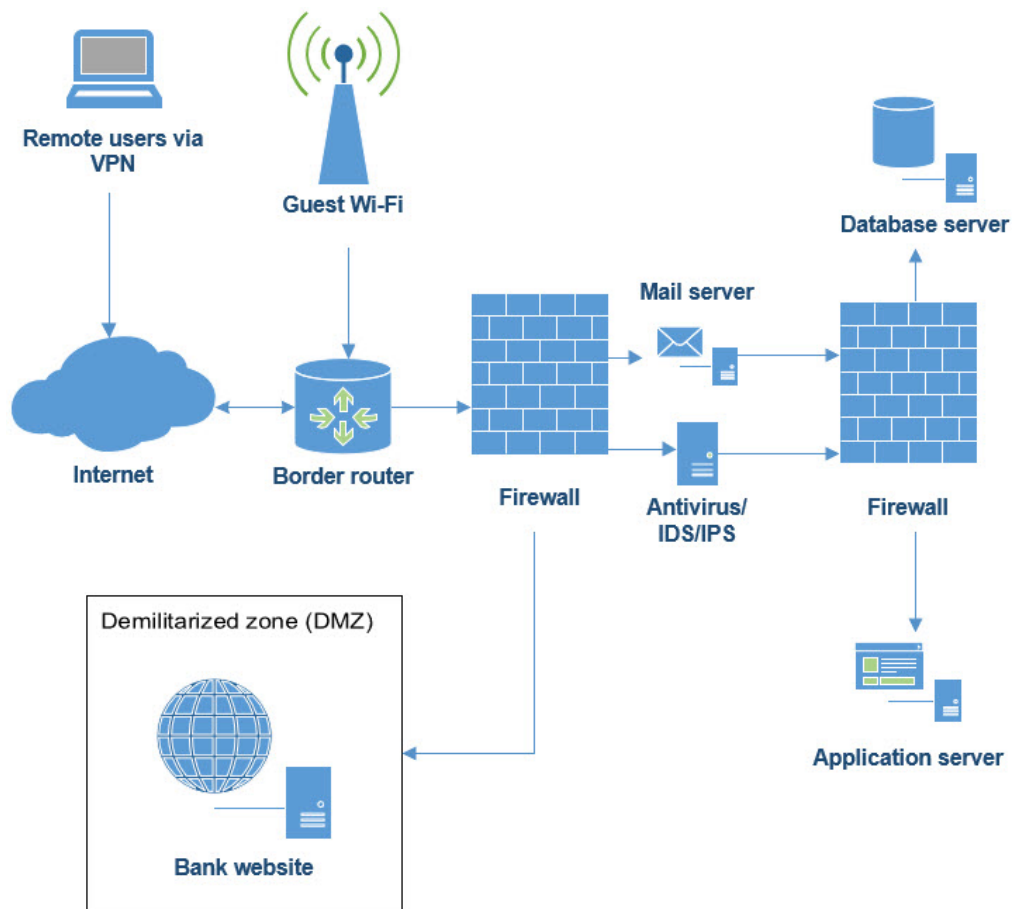 Remote users via
VPN
Guest Wi-Fi
Database server
Mail server
Internet
Border router
Firewall
Antivirus/
IDS/IPS
Firewall
Demilitarized zone (DMZ)
Bank website
Application server